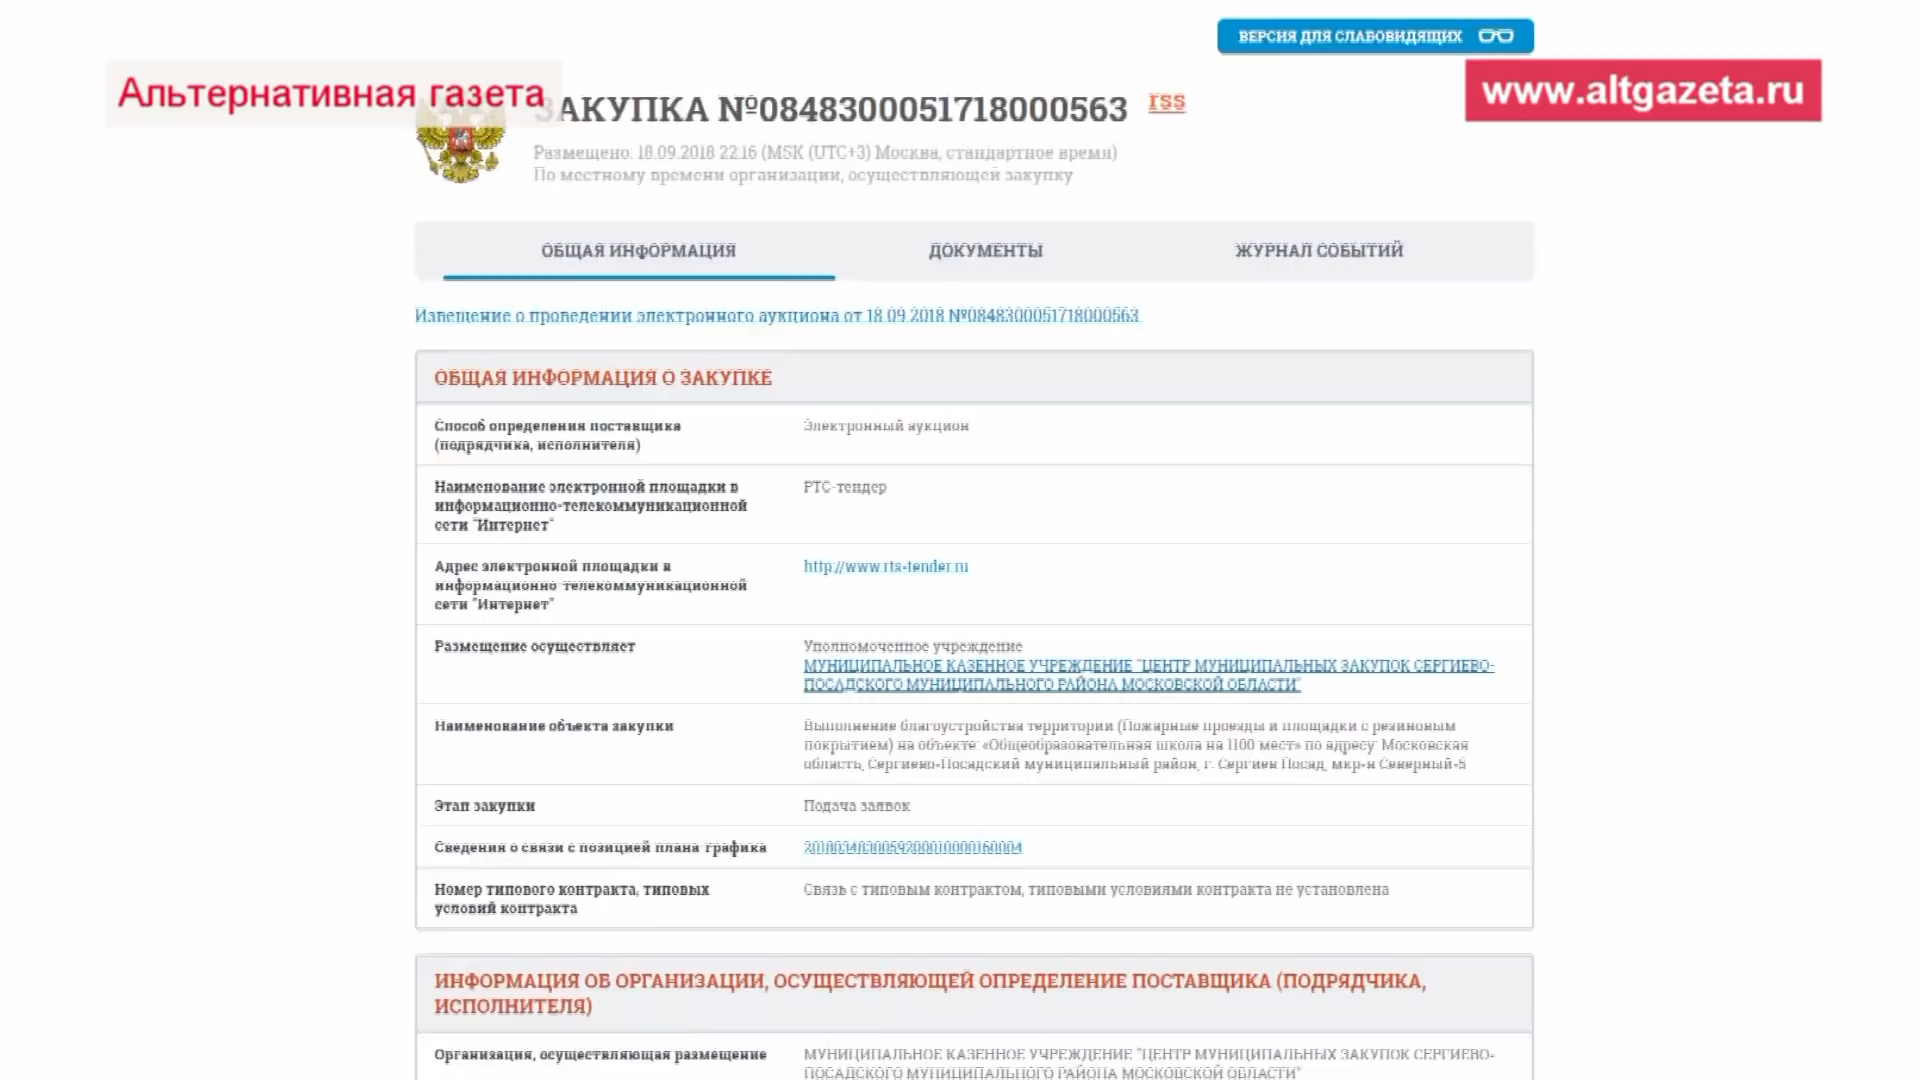 ВЕРСИЯ ДЛЯ СЛАБОВИДЯЩИХ
Альтернативная газета
www.altgazeta.ru
ЗАКУПКА №0848300051718000563 RSS
Размещено: 18.09.2018 22:16 (MSK (UTC+3) Москва, стандартное время)
По местному времени организации, осуществляющей закупку
ОБЩАЯ ИНФОРМАЦИЯ ДОКУМЕНТЫ ЖУРНАЛ СОБЫТИЙ
Извещение о проведении электронного аукциона от 18.09.2018 №0848300051718000563
ОБЩАЯ ИНФОРМАЦИЯ О ЗАКУПКЕ
Способ определения поставщика Электронный аукцион
(подрядчика, исполнителя)
Наименование электронной площадки в РТС-тендер
информационно-телекоммуникационной
сети "Интернет"
Адрес электронной площадки в http://www.rts-tender.ru
информационно-телекоммуникационной
сети "Интернет"
Размещение осуществляет Уполномоченное учреждение
МУНИЦИПАЛЬНОЕ КАЗЕННОЕ УЧРЕЖДЕНИЕ "ЦЕНТР МУНИЦИПАЛЬНЫХ ЗАКУПОК СЕРГИЕВО-
ПОСАДСКОГО МУНИЦИПАЛЬНОГО РАЙОНА МОСКОВСКОЙ ОБЛАСТИ"
Наименование объекта закупки Выполнение благоустройства территории (Пожарные проезды и площадки с резиновым
покрытием) на объекте: «Общеобразовательная школа на 1100 мест» по адресу: Московская
область, Сергиево-Посадский муниципальный район, г. Сергиев Посад, мкр-н Северный-5
Этап закупки Подача заявок
Сведения о связи с позицией плана-графика 201803483005920001000160004
Номер типового контракта, типовых Связь с типовым контрактом, типовыми условиями контракта не установлена
условий контракта
ИНФОРМАЦИЯ ОБ ОРГАНИЗАЦИИ, ОСУЩЕСТВЛЯЮЩЕЙ ОПРЕДЕЛЕНИЕ ПОСТАВЩИКА (ПОДРЯДЧИКА,
ИСПОЛНИТЕЛЯ)
Организация, осуществляющая размещение МУНИЦИПАЛЬНОЕ КАЗЕННОЕ УЧРЕЖДЕНИЕ "ЦЕНТР МУНИЦИПАЛЬНЫХ ЗАКУПОК СЕРГИЕВО-
ПОСАДСКОГО МУНИЦИПАЛЬНОГО РАЙОНА МОСКОВСКОЙ ОБЛАСТИ"